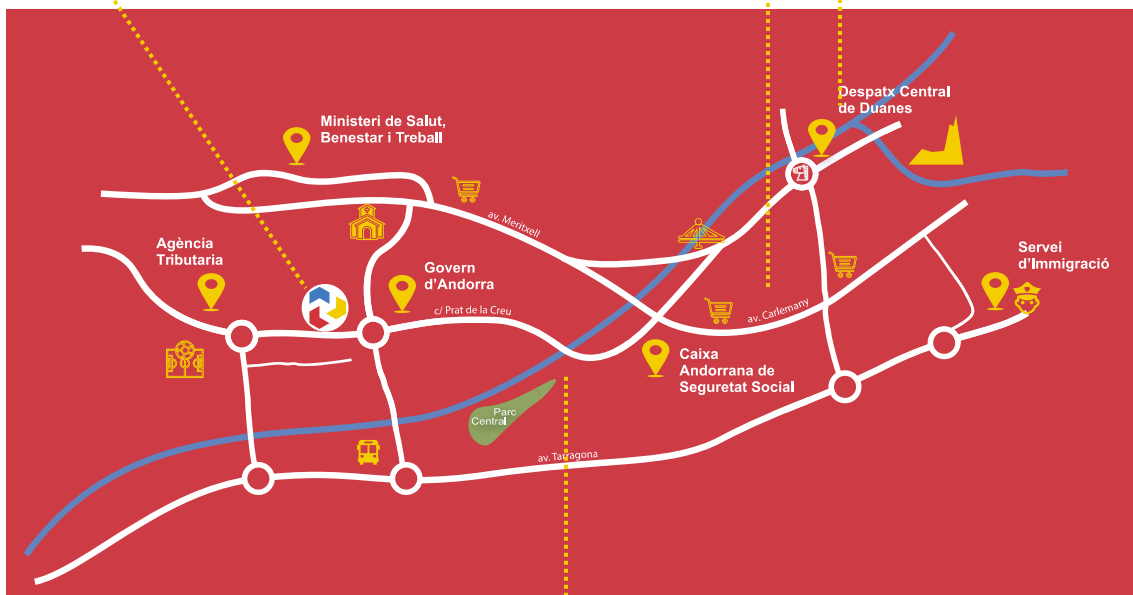 Despatx Central
de Duanes
Ministeri de Salut,
Benestar i Treball
av. Meritxell
Agència
Tributaria
Govern
d'Andorra
Servei
d'Immigració
c/ Prat de la Creu
av. Carlemany
Caixa
Andorrana de
Seguretat Social
Parc
Central
av. Tarragona